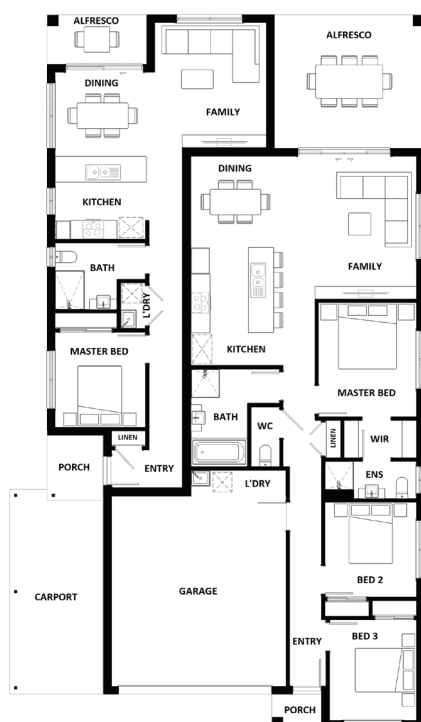 ALFRESCO
ALFRESCO
DINING
FAMILY
DINING
KITCHEN
BATH
FAMILY
L'DRY
KITCHEN
MASTER BED
MASTER BED
BATH
WC
LINEN
WIR
LINEN
PORCH
ENTRY
ENS
L'DRY
BED 2
GARAGE
CARPORT
ENTRY
BED 3
PORCH